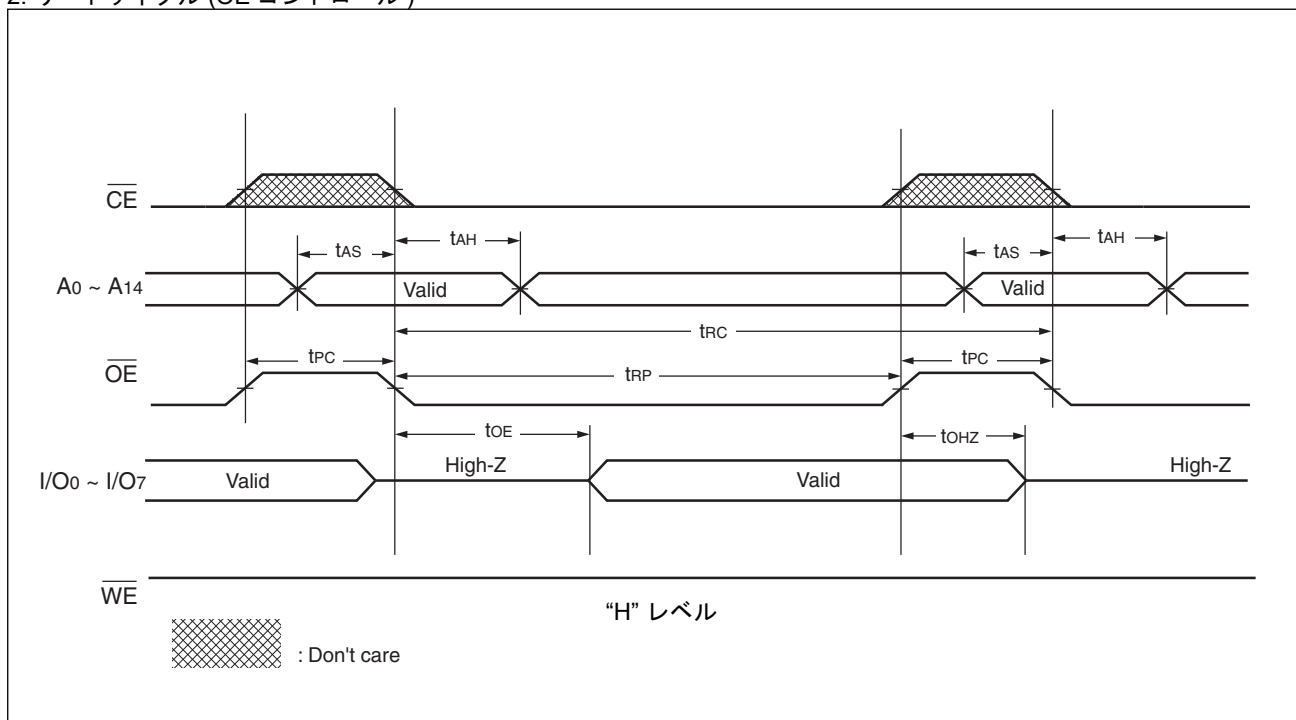 CE
tAS
tAH
tAS
tAH
A0 ~ A14
Valid
Valid
tRC
OE
tPC
tRP
tPC
tOE
tOHZ
I/O0 ~ I/O7
Valid
High-Z
Valid
High-Z
WE
“H” レベル
: Don't care